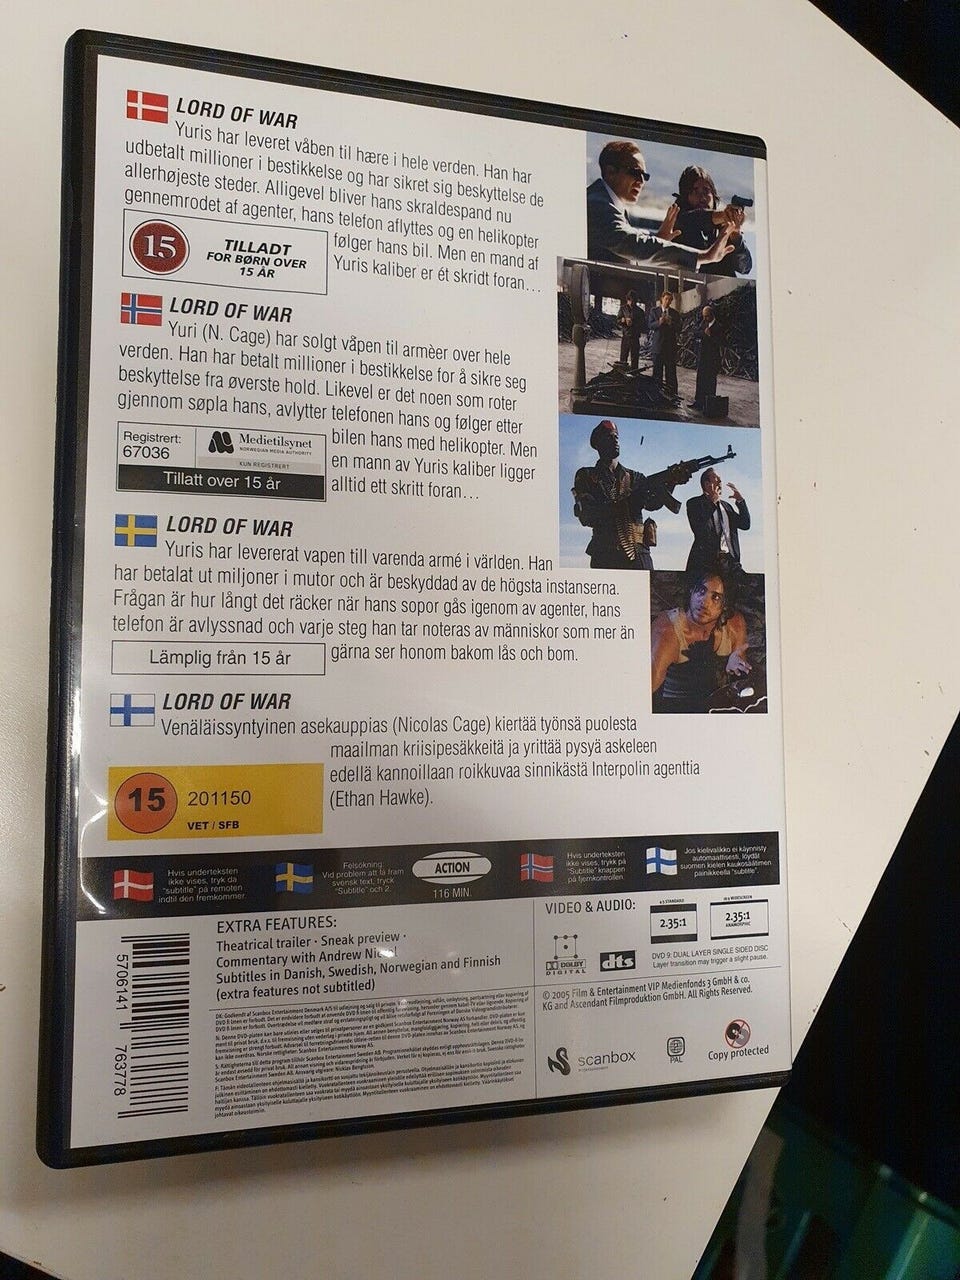 LORD OF WAR
Yuris har leveret våben til hære i hele verden. Han har
udbetalt millioner i bestikkelse og har sikret sig beskyttelse de
allerhøjeste steder. Alligevel bliver hans skraldespand nu
gennemrodet af agenter, hans telefon aflyttes og en helikopter
følger hans bil. Men en mand af
Yuris kaliber er ét skridt foran...
15
TILLADT
FOR BØRN OVER
15 ÅR
LORD OF WAR
Yuri (N. Cage) har solgt våpen til armèer over hele
verden. Han har betalt millioner i bestikkelse for å sikre seg
beskyttelse fra øverste hold. Likevel er det noen som roter
gjennom søpla hans, avlytter telefonen hans og følger etter
bilen hans med helikopter. Men
en mann av Yuris kaliber ligger
alltid ett skritt foran...
Registrert:
67036
Medietilsynet
NORWEGIAN MEDIA AUTHORITY
KUN REGISTRERT
Tillatt over 15 år
LORD OF WAR
Yuris har levererat vapen till varenda armé i världen. Han
har betalat ut miljoner i mutor och är beskyddad av de högsta instanserna.
Frågan är hur långt det räcker när hans sopor gås igenom av agenter, hans
telefon är avlyssnad och varje steg han tar noteras av människor som mer än
gärna ser honom bakom lås och bom.
Lämplig från 15 år
LORD OF WAR
Venäläissyntyinen asekauppias (Nicolas Cage) kiertää työnsä puolesta
maailman kriisipesäkkeitä ja yrittää pysyä askeleen
edellä kannoillaan roikkuvaa sinnikästä Interpolin agenttia
(Ethan Hawke).
15
201150
VET / SFB
Hvis underteksten
ikke vises, tryk da
"subtitle" på remoten
indtil den fremkommer.
Felsökning:
Vid problem att få fram
svensk text, tryck
"Subtitle" och 2.
ACTION
116 MIN.
Hvis underteksten
ikke vises, trykk på
"Subtitle" knappen
på fjernkontrollen.
Jos kielivalikko ei käynnisty
automaattisesti, löydät
suomen kielen kaukosäätimen
painikkeella "subtitle".
EXTRA FEATURES:
Theatrical trailer · Sneak preview ·
Commentary with Andrew
Subtitles in Danish, Swedish, Norwegian and Finnish
(extra features not subtitled)
VIDEO & AUDIO:
4:3 STANDARD
2.35:1
16:9 WIDESCREEN
2.35:1
ANAMORPHIC
DOLBY
DIGITAL
dts
DVD 9: DUAL LAYER SINGLE SIDED DISC
Layer transition may trigger a slight pause.
© 2005 Film & Entertainment VIP Medienfonds 3 GmbH & co.
KG and Ascendant Filmproduktion GmbH. All Rights Reserved.
scanbox
PAL
Copy protected
5706141 763778